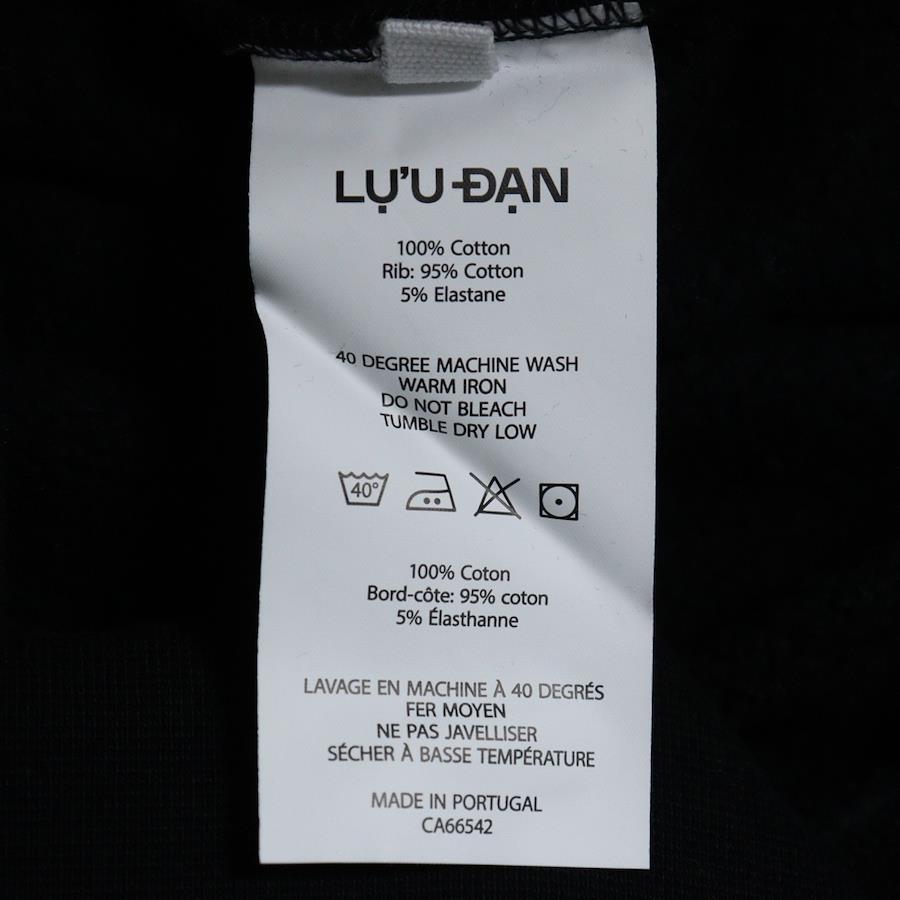 LỰU ĐẠN
100% Cotton
Rib: 95% Cotton
5% Elastane
40 DEGREE MACHINE WASH
WARM IRON
DO NOT BLEACH
TUMBLE DRY LOW
40°
100% Coton
Bord-côte: 95% coton
5% Élasthanne
LAVAGE EN MACHINE À 40 DEGRÉS
FER MOYEN
NE PAS JAVELLISER
SÉCHER À BASSE TEMPÉRATURE
MADE IN PORTUGAL
CA66542